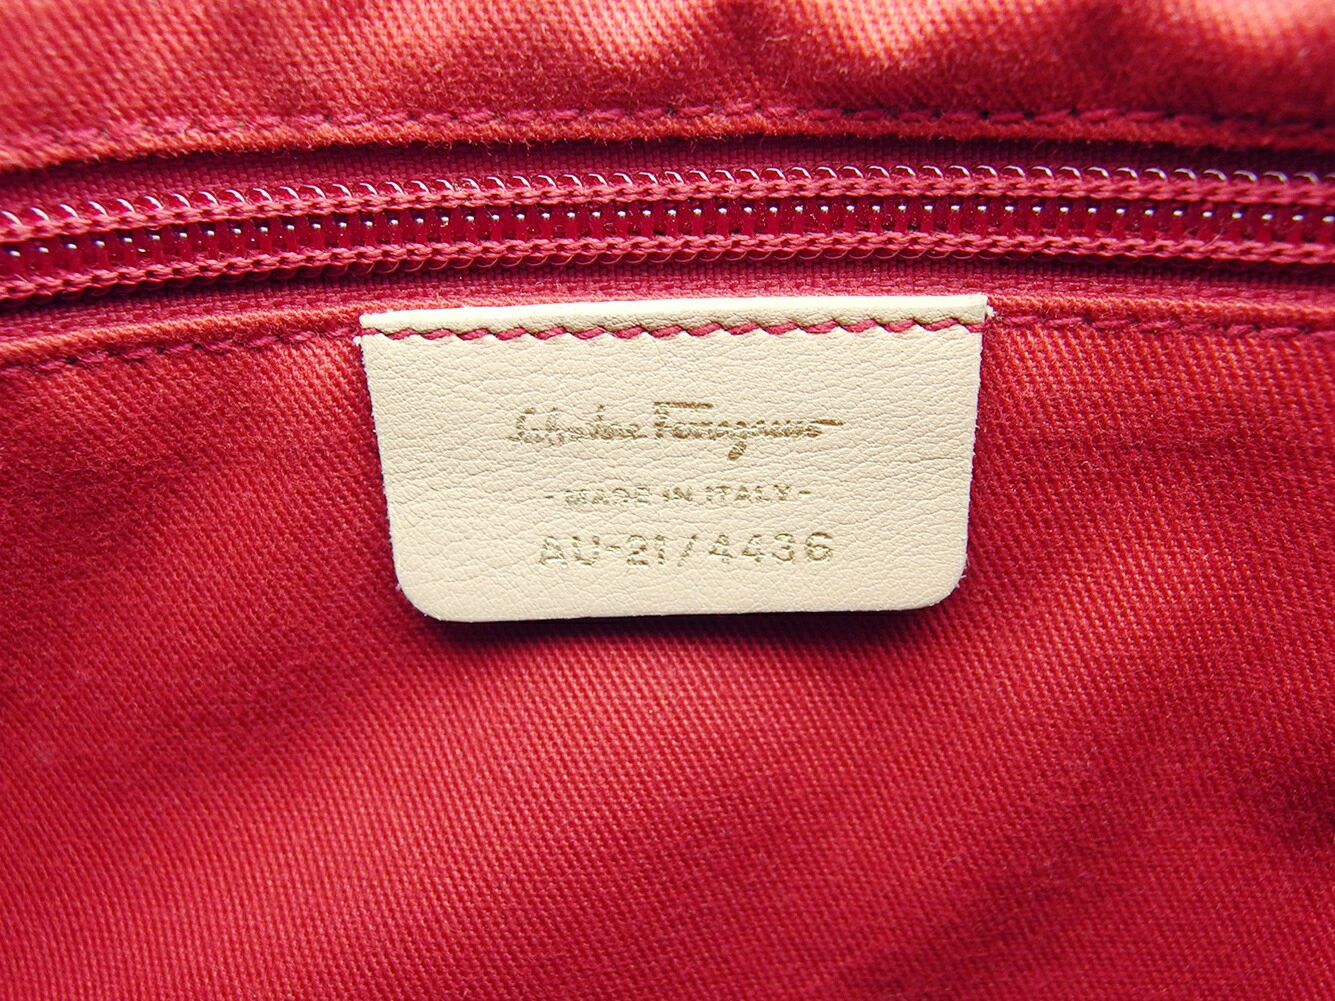 Salvatore Ferragamo
- MADE IN ITALY -
AU-21/4436